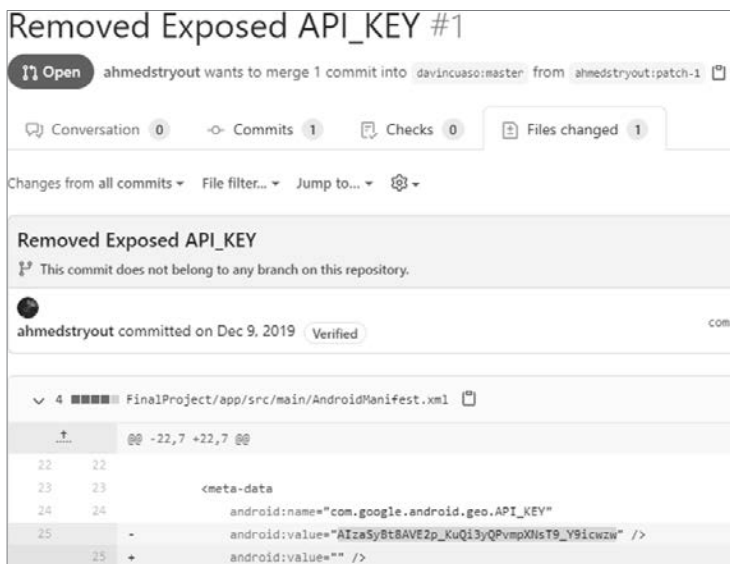 Removed Exposed API_KEY #1
Open ahmedstryout wants to merge 1 commit into davincuaso:master from ahmedstryout:patch-1
Conversation 0 Commits 1 Checks 0 Files changed 1
Changes from all commits File filter... Jump to...
Removed Exposed API_KEY
This commit does not belong to any branch on this repository.
ahmedstryout committed on Dec 9, 2019 Verified com
4 FinalProject/app/src/main/AndroidManifest.xml
@@ -22,7 +22,7 @@
22 22
23 23 <meta-data
24 24 android:name="com.google.android.geo.API_KEY"
25 - android:value="AIzaSyBt8AVE2p_KuQi3yQPvmpXNsT9_Y9icwzw" />
25 + android:value="" />